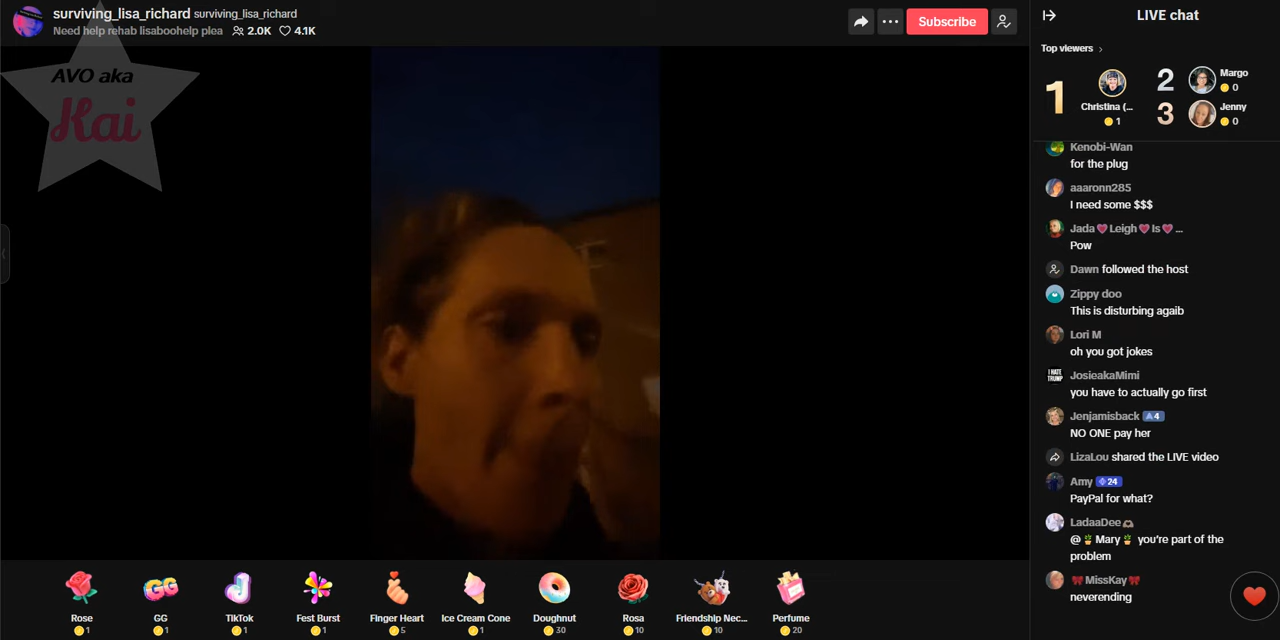 surviving_lisa_richard surviving_lisa_richard
Need help rehab lisaboohelp plea 2.0K 4.1K
Subscribe
AVO aka
Kai
LIVE chat
Top viewers
1
Christina (...
1
2
Margo
0
3
Jenny
0
Kenobi-Wan
for the plug
aaaronn285
I need some $$$
Jada💗Leigh💗Is💗 ...
Pow
Dawn followed the host
Zippy doo
This is disturbing agaib
Lori M
oh you got jokes
I HATE TRUMP
JosieakaMimi
you have to actually go first
Jenjamisback 4
NO ONE pay her
LizaLou shared the LIVE video
Amy 24
PayPal for what?
LadaaDee🫶🏽
@🪴Mary🪴 you're part of the
problem
🎀MissKay🎀
neverending
Rose
1
GG
GG
1
TikTok
1
Fest Burst
1
Finger Heart
5
Ice Cream Cone
1
Doughnut
30
Rosa
10
Friendship Nec...
10
Perfume
20